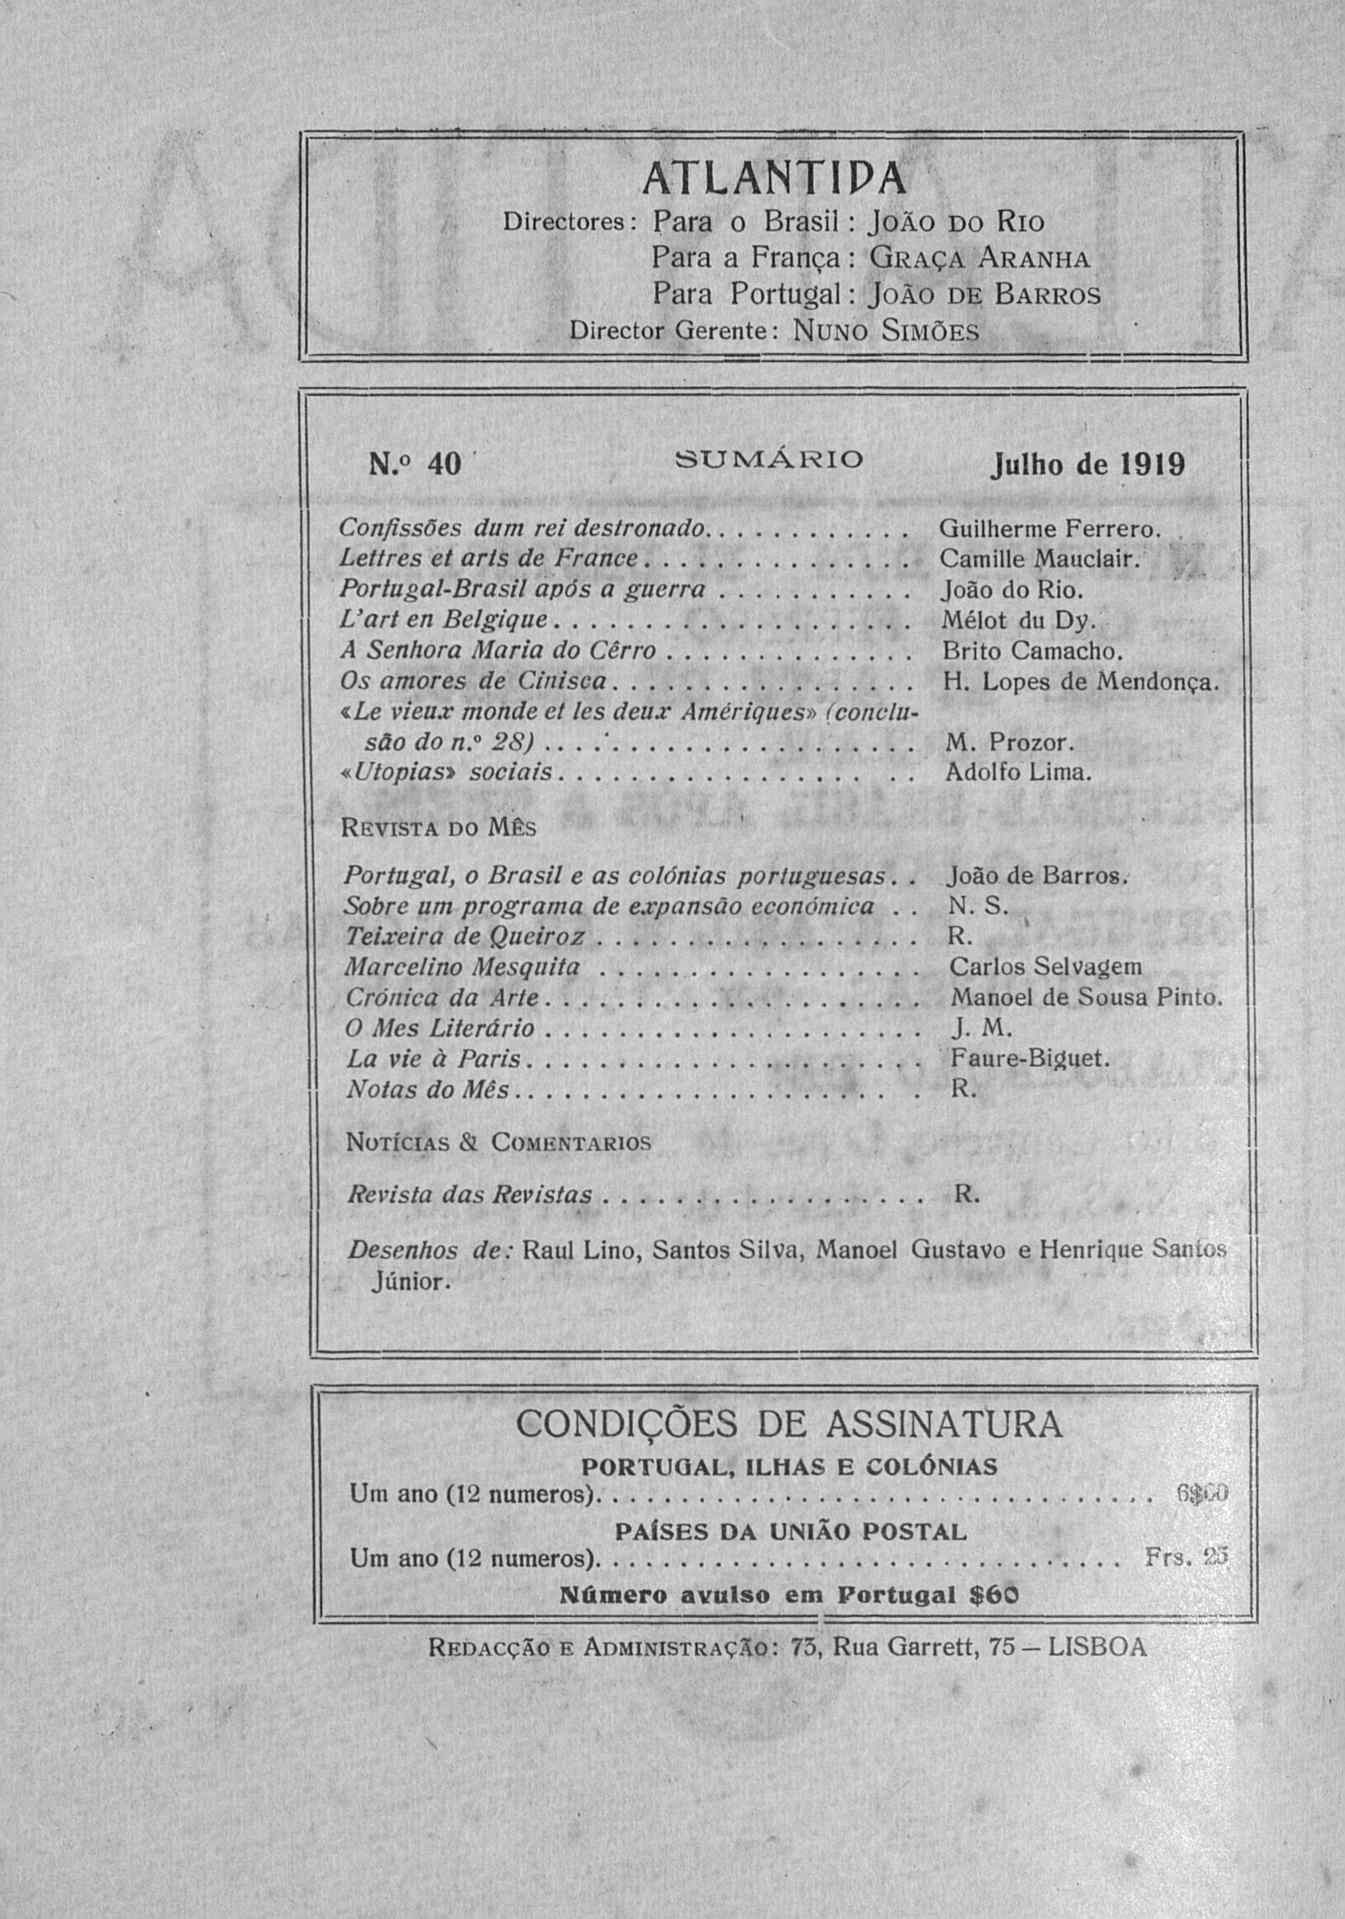 ATLANTIDA
Directores: Para o Brasil: João do Rio
Para a França: Graça Aranha
Para Portugal: João de Barros
Director Gerente: Nuno Simões
N.º 40 SUMÁRIO Julho de 1919
Confissões dum rei destronado............ Guilherme Ferrero.
Lettres et arts de France............... Camille Mauclair.
Portugal-Brasil após a guerra ........... João do Rio.
L'art en Belgique.................... Mélot du Dy.
A Senhora Maria do Cêrro .............. Brito Camacho.
Os amores de Cinisca................. H. Lopes de Mendonça.
«Le vieux monde et les deux Amériques» (conclu-
são do n.º 28) .................... M. Prozor.
«Utopias» sociais................... Adolfo Lima.
Revista do Mês
Portugal, o Brasil e as colónias portuguesas.. João de Barros.
Sobre um programa de expansão económica .. N. S.
Teixeira de Queiroz .................. R.
Marcelino Mesquita .................. Carlos Selvagem
Crónica da Arte..................... Manoel de Sousa Pinto.
O Mes Literário ..................... J. M.
La vie à Paris...................... Faure-Biguet.
Notas do Mês...................... R.
Notícias & Comentarios
Revista das Revistas .................. R.
Desenhos de: Raul Lino, Santos Silva, Manoel Gustavo e Henrique Santos
Júnior.
CONDIÇÕES DE ASSINATURA
PORTUGAL, ILHAS E COLÓNIAS
Um ano (12 numeros).............................. 6$60
PAÍSES DA UNIÃO POSTAL
Um ano (12 numeros)............................ Frs. 25
Número avulso em Portugal $60
Redacção e Administração: 73, Rua Garrett, 75 — LISBOA